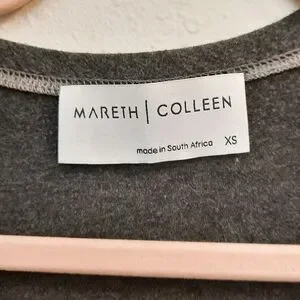 MARETH | COLLEEN
made in South Africa XS